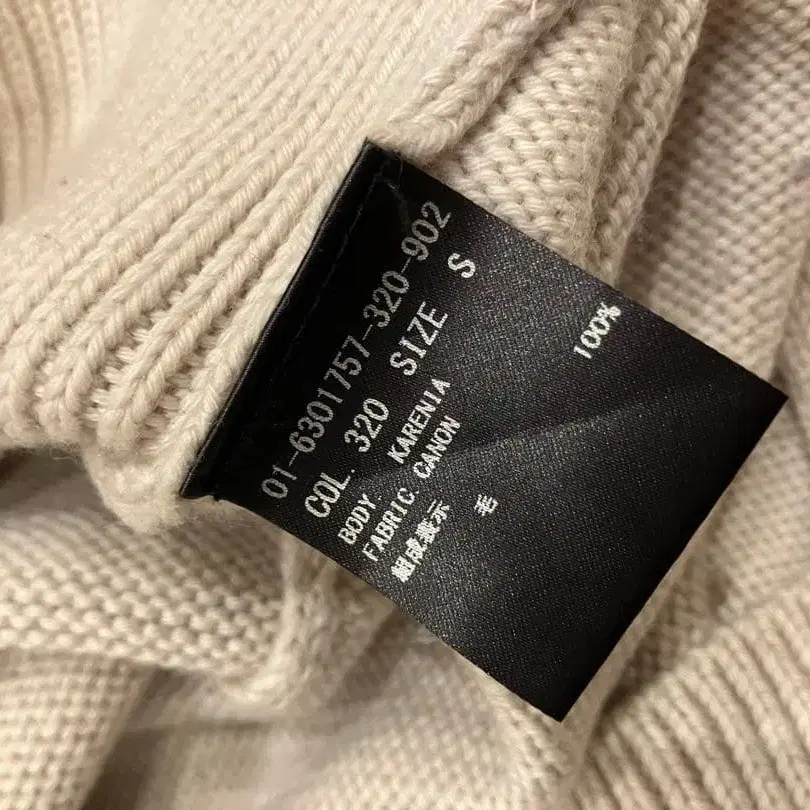 01-6301757-320-902
COL. 320 SIZE S
BODY. KARENIA
FABRIC. CANON
組成表示
毛 100%